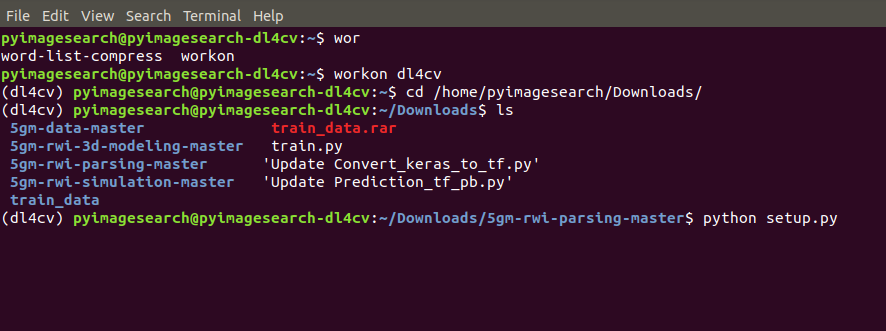 File Edit View Search Terminal Help
pyimagesearch@pyimagesearch-dl4cv:~$ wor
word-list-compress workon
pyimagesearch@pyimagesearch-dl4cv:~$ workon dl4cv
(dl4cv) pyimagesearch@pyimagesearch-dl4cv:~$ cd /home/pyimagesearch/Downloads/
(dl4cv) pyimagesearch@pyimagesearch-dl4cv:~/Downloads$ ls
5gm-data-master train_data.rar
5gm-rwi-3d-modeling-master train.py
5gm-rwi-parsing-master 'Update Convert_keras_to_tf.py'
5gm-rwi-simulation-master 'Update Prediction_tf_pb.py'
train_data
(dl4cv) pyimagesearch@pyimagesearch-dl4cv:~/Downloads/5gm-rwi-parsing-master$ python setup.py